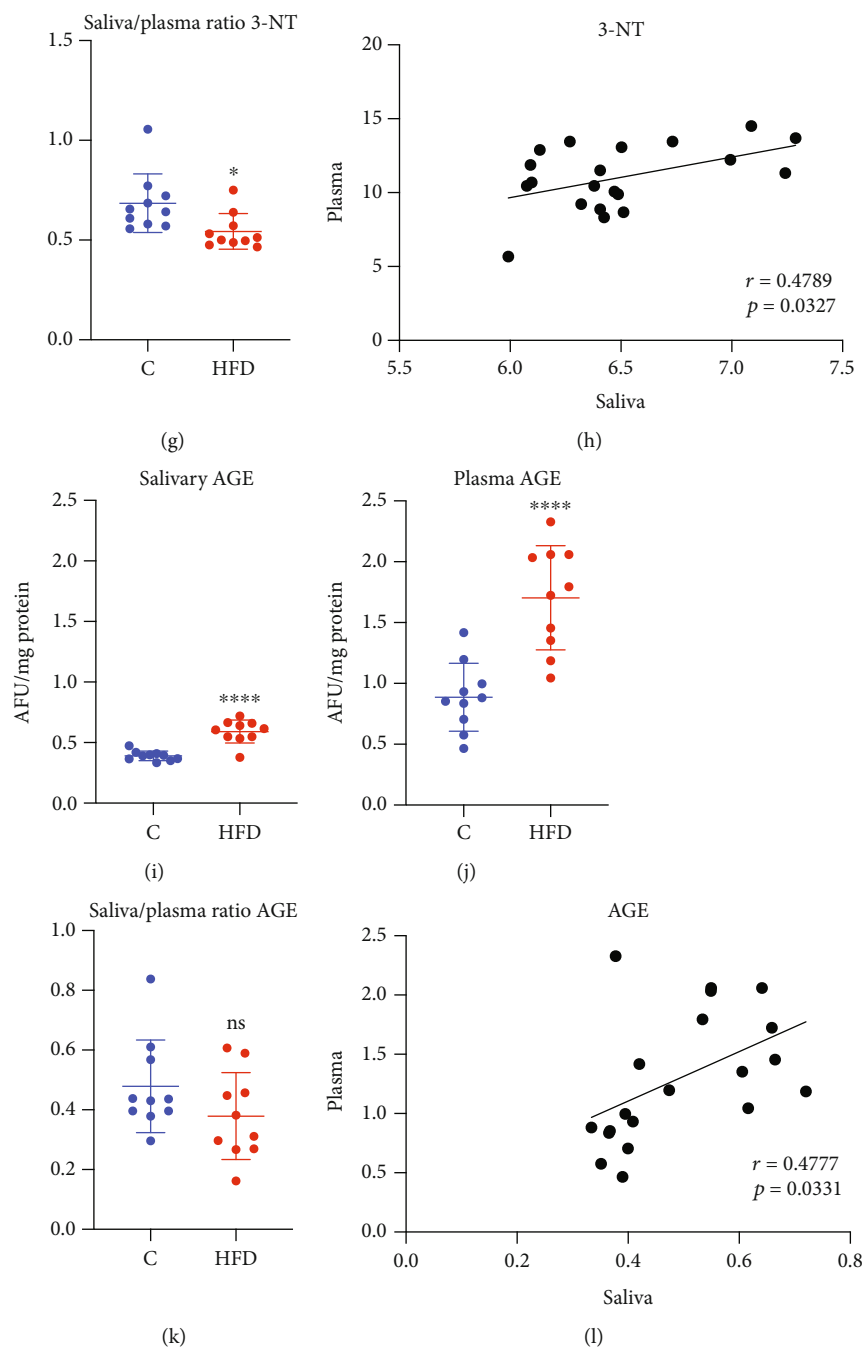 Saliva/plasma ratio 3-NT
1.5
1.0
0.5
0.0
*
C
HFD
(g)
3-NT
20
15
10
5
0
Plasma
r = 0.4789
p = 0.0327
5.5
6.0
6.5
7.0
7.5
Saliva
(h)
Salivary AGE
2.5
2.0
1.5
1.0
0.5
0.0
AFU/mg protein
****
C
HFD
(i)
Plasma AGE
2.5
2.0
1.5
1.0
0.5
0.0
AFU/mg protein
****
C
HFD
(j)
Saliva/plasma ratio AGE
1.0
0.8
0.6
0.4
0.2
0.0
ns
C
HFD
(k)
AGE
2.5
2.0
1.5
1.0
0.5
0.0
Plasma
r = 0.4777
p = 0.0331
0.0
0.2
0.4
0.6
0.8
Saliva
(l)